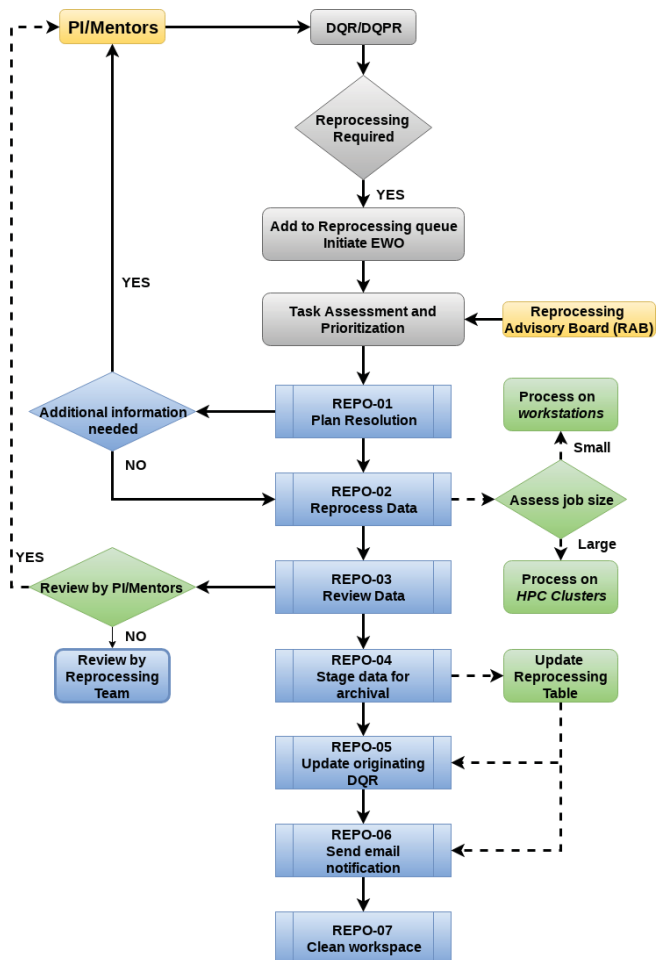 PI/Mentors
DQR/DQPR
Reprocessing
Required
YES
Add to Reprocessing queue
Initiate EWO
Task Assessment and
Prioritization
Reprocessing
Advisory Board (RAB)
YES
Additional information
needed
NO
REPO-01
Plan Resolution
Process on
workstations
Small
REPO-02
Reprocess Data
Assess job size
Large
Process on
HPC Clusters
YES
Review by PI/Mentors
NO
Review by
Reprocessing
Team
REPO-03
Review Data
REPO-04
Stage data for
archival
Update
Reprocessing
Table
REPO-05
Update originating
DQR
REPO-06
Send email
notification
REPO-07
Clean workspace